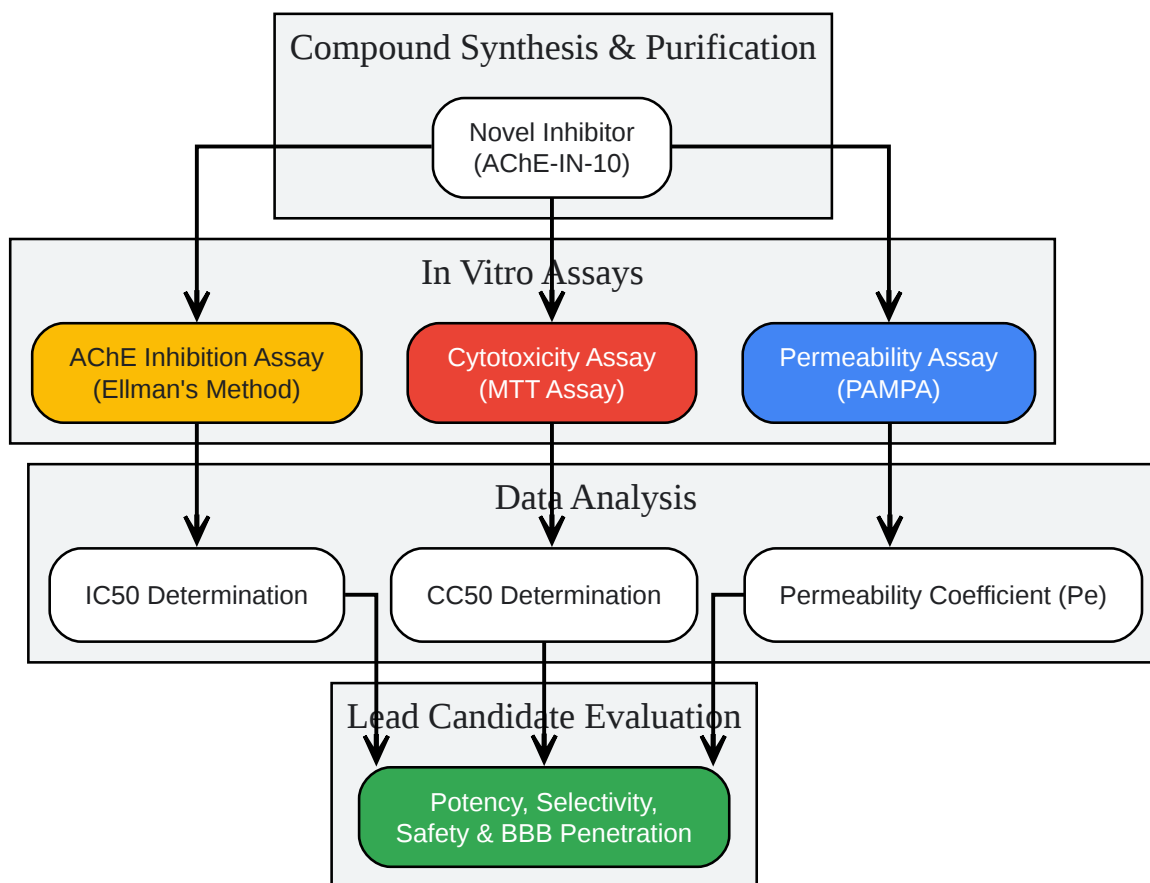 Compound Synthesis & Purification
Novel Inhibitor
(AChE-IN-10)
In Vitro Assays
AChE Inhibition Assay
(Ellman's Method)
Cytotoxicity Assay
(MTT Assay)
Permeability Assay
(PAMPA)
Data Analysis
IC50 Determination
CC50 Determination
Permeability Coefficient (Pe)
Lead Candidate Evaluation
Potency, Selectivity,
Safety & BBB Penetration